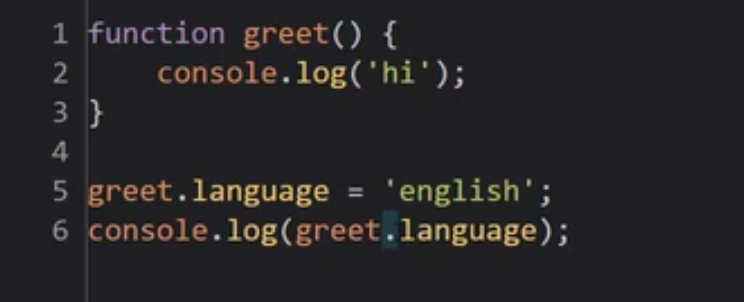 1 function greet() {
2     console.log('hi');
3 }
4
5 greet.language = 'english';
6 console.log(greet.language);